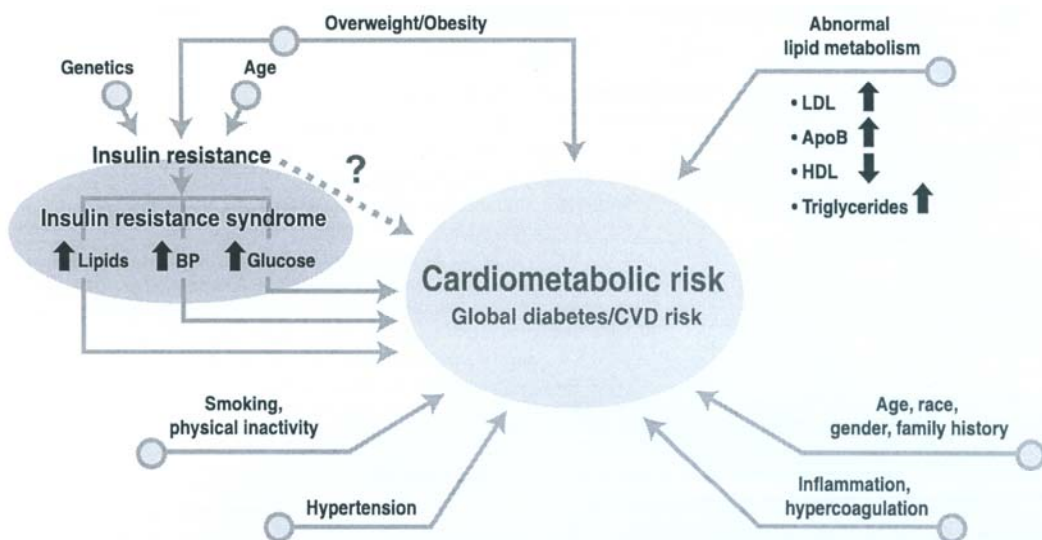 Overweight/Obesity
Abnormal
lipid metabolism
Genetics
Age
• LDL
• ApoB
• HDL
• Triglycerides
Insulin resistance
?
Insulin resistance syndrome
Lipids
BP
Glucose
Cardiometabolic risk
Global diabetes/CVD risk
Smoking,
physical inactivity
Age, race,
gender, family history
Hypertension
Inflammation,
hypercoagulation